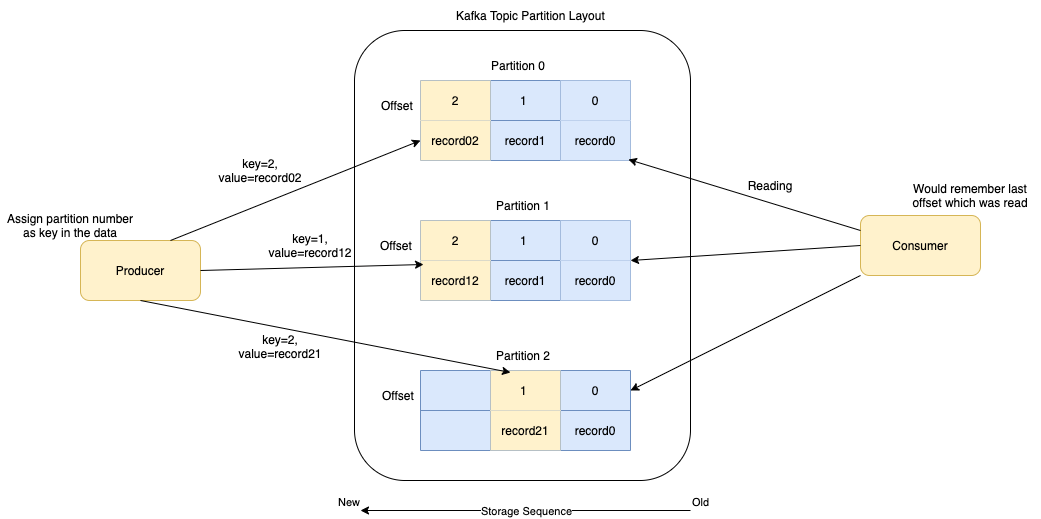 Kafka Topic Partition Layout
Partition 0
Offset
2 1 0
record02 record1 record0
key=2,
value=record02
Reading
Would remember last
offset which was read
Consumer
Assign partition number
as key in the data
Producer
key=1,
value=record12
Partition 1
Offset
2 1 0
record12 record1 record0
key=2,
value=record21
Partition 2
Offset
1 0
record21 record0
New
Storage Sequence
Old